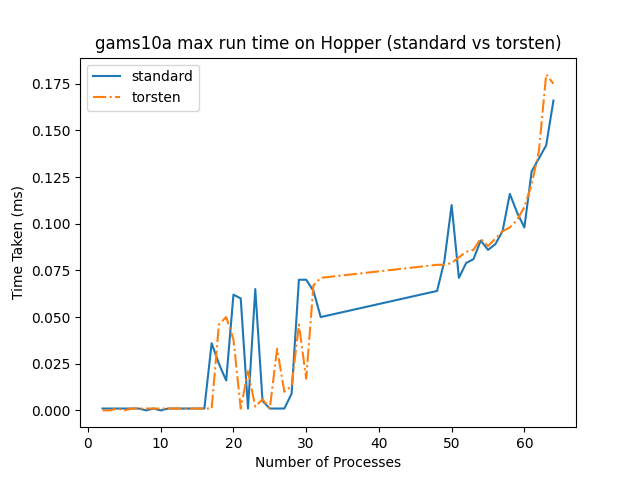 gams10a max run time on Hopper (standard vs torsten)
standard
torsten
0.175
0.150
0.125
0.100
0.075
0.050
0.025
0.000
Time Taken (ms)
0 10 20 30 40 50 60
Number of Processes